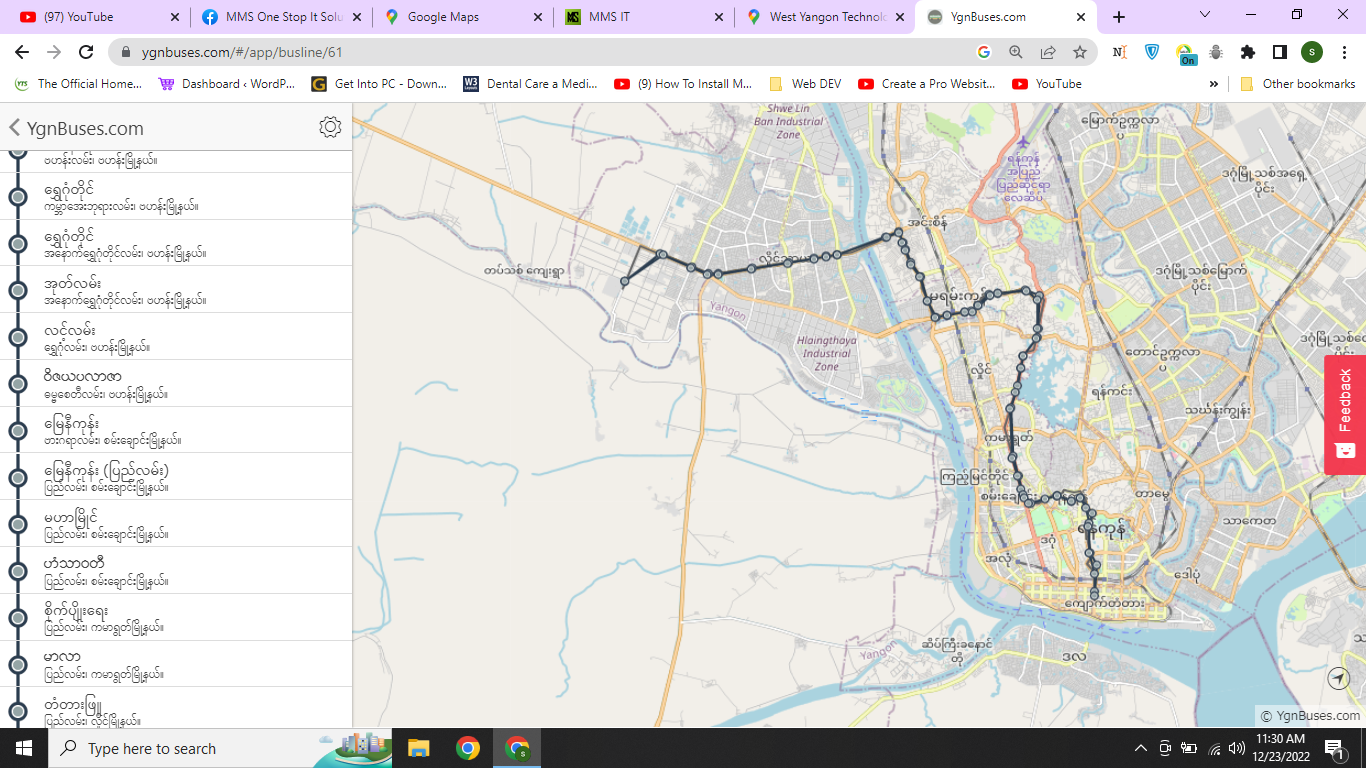 (97) YouTube
MMS One Stop It Solu
Google Maps
MMS IT
West Yangon Technolo
YgnBuses.com
ygnbuses.com/#/app/busline/61
On
S
The Official Home...
Dashboard ‹ WordP...
Get Into PC - Down...
Dental Care a Medi...
(9) How To Install M...
Web DEV
Create a Pro Websit...
YouTube
Other bookmarks
YgnBuses.com
ဗဟန်းလမ်း၊ ဗဟန်းမြို့နယ်။
ရွှေဂုံတိုင်
ကမ္ဘာအေးဘုရားလမ်း၊ ဗဟန်းမြို့နယ်။
ရွှေဂုံတိုင်
အနောက်ရွှေဂုံတိုင်လမ်း၊ ဗဟန်းမြို့နယ်။
အုတ်လမ်း
အနောက်ရွှေဂုံတိုင်လမ်း၊ ဗဟန်းမြို့နယ်။
လင်လမ်း
ရွှေဂုံလမ်း၊ ဗဟန်းမြို့နယ်။
ဝိဇယပလာဇာ
ဓမ္မစေတီလမ်း၊ ဗဟန်းမြို့နယ်။
မြေနီကုန်း
ဗားဂရာလမ်း၊ စမ်းချောင်းမြို့နယ်။
မြေနီကုန်း (ပြည်လမ်း)
ပြည်လမ်း၊ စမ်းချောင်းမြို့နယ်။
မဟာမြိုင်
ပြည်လမ်း၊ စမ်းချောင်းမြို့နယ်။
ဟံသာဝတီ
ပြည်လမ်း၊ စမ်းချောင်းမြို့နယ်။
စိုက်ပျိုးရေး
ပြည်လမ်း၊ ကမာရွတ်မြို့နယ်။
မာလာ
ပြည်လမ်း၊ ကမာရွတ်မြို့နယ်။
တံတားဖြူ
ပြည်လမ်း၊ လှိုင်မြို့နယ်။
Shwe Lin
Ban Industrial
Zone
မြောက်ဥက္ကလာ
ပ
ရန်ကုန်
အပြည်
ပြည်ဆိုင်ရာ
လေဆိပ်
ဒဂုံမြို့သစ်အရှေ့
ပိုင်း
အင်းစိန်
တပ်သစ် ကျေးရွာ
လှိုင်သာယာ
ဒဂုံမြို့သစ်မြောက်
ပိုင်း
မရမ်းကုန်း
Yangon
Hlaingthaya
Industrial
Zone
ဒဂုံမြို့သစ်တော
တောင်ဥက္ကလာ
ပ
လှိုင်
ရန်ကင်း
သင်္ဃန်းကျွန်း
ကမာရွတ်
ကြည့်မြင်တိုင်
စမ်းချောင်း
တာမွေ
ရန်ကုန်
သာကေတ
ဒဂုံ
အလုံ
ဒေါပုံ
ကျောက်တံတား
ဆိပ်ကြီးခနောင်
တို
ဒလ
Yangon
Feedback
© YgnBuses.com
Type here to search
11:30 AM
12/23/2022
1